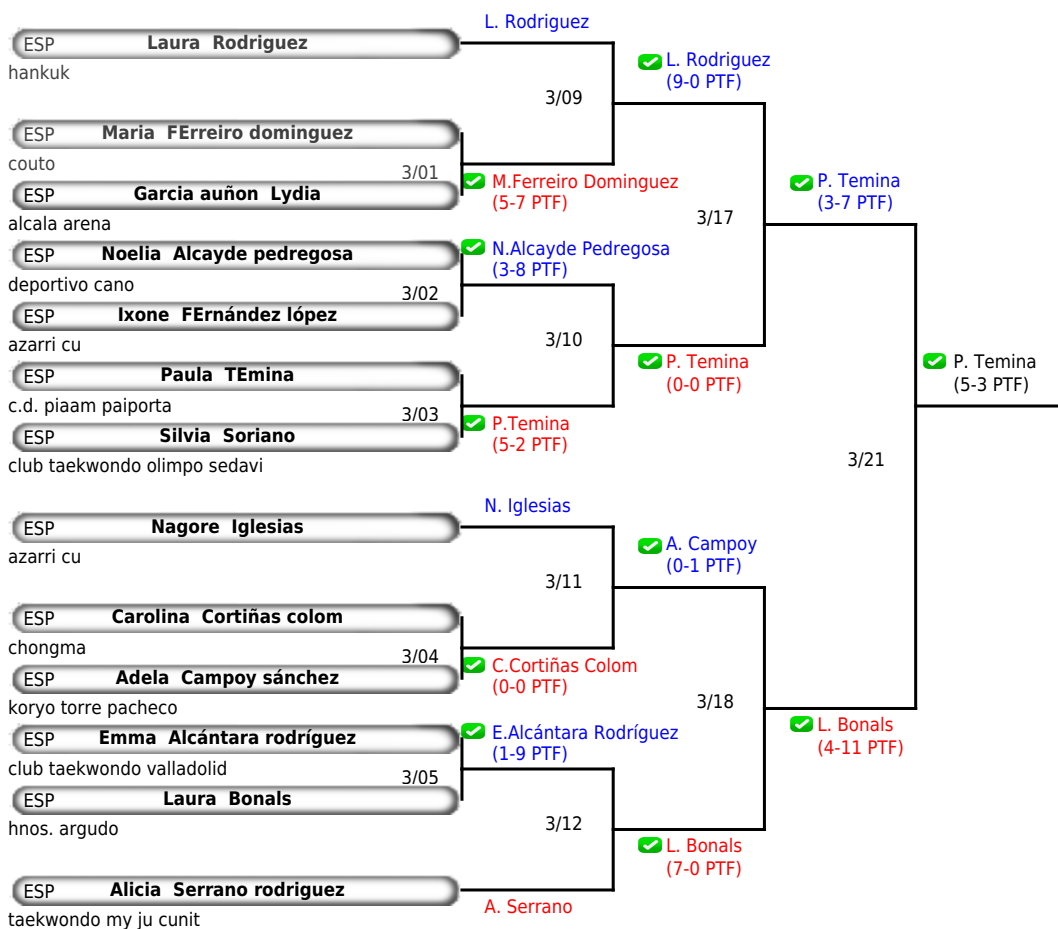 L. Rodriguez
ESP Laura Rodriguez
hankuk
L. Rodriguez
(9-0 PTF)
3/09
ESP Maria FErreiro dominguez
couto
3/01
M.Ferreiro Dominguez
(5-7 PTF)
ESP Garcia auñon Lydia
alcala arena
P. Temina
(3-7 PTF)
3/17
ESP Noelia Alcayde pedregosa
deportivo cano
N.Alcayde Pedregosa
(3-8 PTF)
3/02
ESP Ixone FErnández lópez
azarri cu
3/10
P. Temina
(0-0 PTF)
P. Temina
(5-3 PTF)
ESP Paula TEmina
c.d. piaam paiporta
3/03
P.Temina
(5-2 PTF)
ESP Silvia Soriano
club taekwondo olimpo sedavi
3/21
N. Iglesias
ESP Nagore Iglesias
azarri cu
A. Campoy
(0-1 PTF)
3/11
ESP Carolina Cortiñas colom
chongma
3/04
C.Cortiñas Colom
(0-0 PTF)
ESP Adela Campoy sánchez
koryo torre pacheco
3/18
L. Bonals
(4-11 PTF)
ESP Emma Alcántara rodríguez
club taekwondo valladolid
E.Alcántara Rodríguez
(1-9 PTF)
3/05
ESP Laura Bonals
hnos. argudo
3/12
L. Bonals
(7-0 PTF)
ESP Alicia Serrano rodriguez
taekwondo my ju cunit
A. Serrano